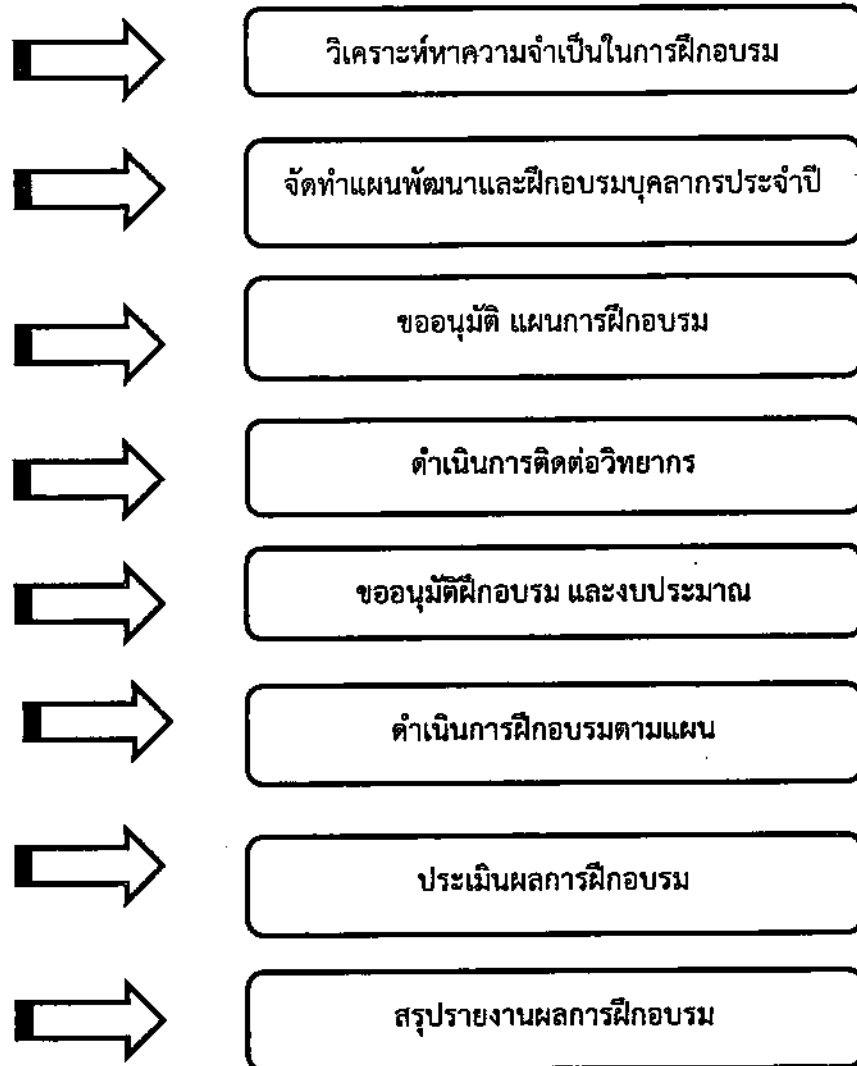 วิเคราะห์หาความจำเป็นในการฝึกอบรม
จัดทำแผนพัฒนาและฝึกอบรมบุคลากรประจำปี
ขออนุมัติ แผนการฝึกอบรม
ดำเนินการติดต่อวิทยากร
ขออนุมัติฝึกอบรม และงบประมาณ
ดำเนินการฝึกอบรมตามแผน
ประเมินผลการฝึกอบรม
สรุปรายงานผลการฝึกอบรม